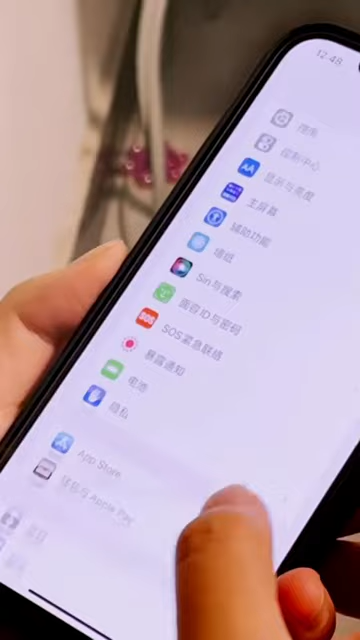 12:48
通用
控制中心
显示与亮度
AA
主屏幕
辅助功能
墙纸
Siri与搜索
面容ID与密码
SOS
SOS紧急联络
暴露通知
电池
隐私
App Store
钱包与Apple Pay